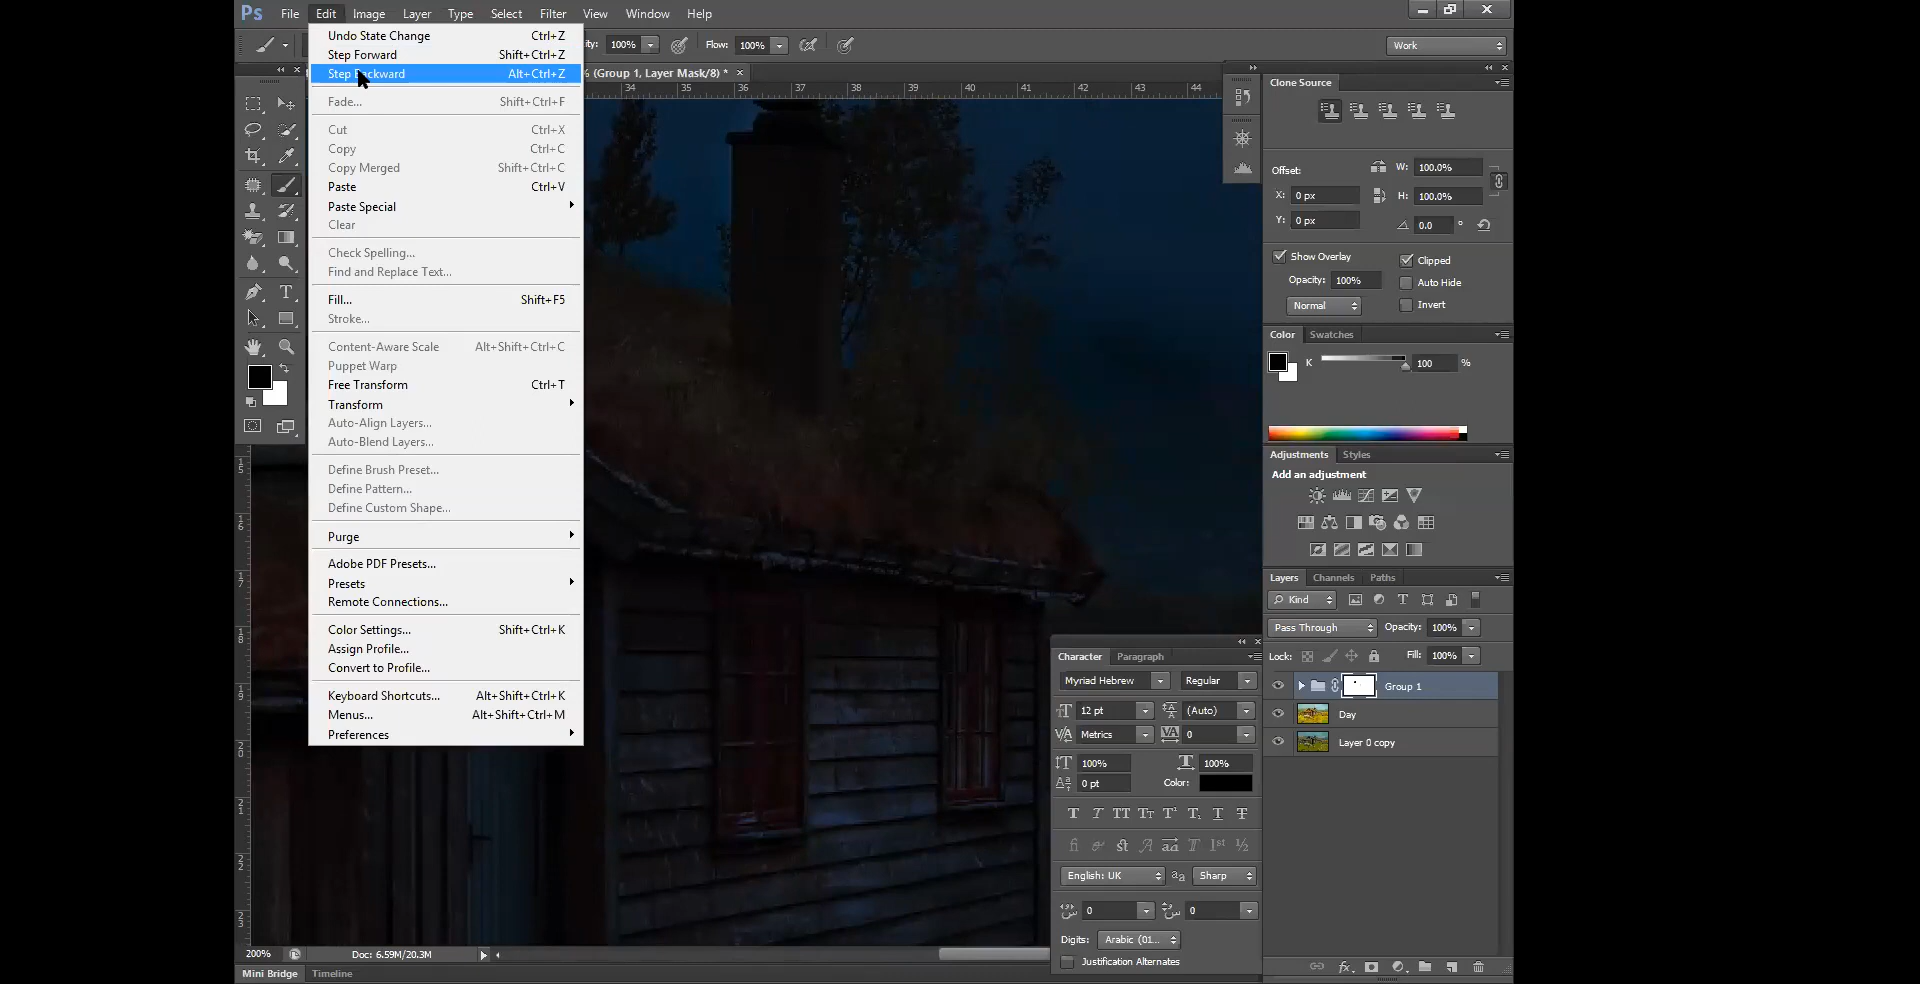 Ps File Edit Image Layer Type Select Filter View Window Help
100% Flow: 100% Work
(Group 1, Layer Mask/8) *
34 35 36 37 38 39 40 41 42 43 44
Undo State Change Ctrl+Z
Step Forward Shift+Ctrl+Z
Step Backward Alt+Ctrl+Z
Fade... Shift+Ctrl+F
Cut Ctrl+X
Copy Ctrl+C
Copy Merged Shift+Ctrl+C
Paste Ctrl+V
Paste Special
Clear
Check Spelling...
Find and Replace Text...
Fill... Shift+F5
Stroke...
Content-Aware Scale Alt+Shift+Ctrl+C
Puppet Warp
Free Transform Ctrl+T
Transform
Auto-Align Layers...
Auto-Blend Layers...
Define Brush Preset...
Define Pattern...
Define Custom Shape...
Purge
Adobe PDF Presets...
Presets
Remote Connections...
Color Settings... Shift+Ctrl+K
Assign Profile...
Convert to Profile...
Keyboard Shortcuts... Alt+Shift+Ctrl+K
Menus... Alt+Shift+Ctrl+M
Preferences
Clone Source
Offset: W: 100.0%
X: 0 px H: 100.0%
Y: 0 px 0.0 °
Show Overlay Clipped
Opacity: 100% Auto Hide
Normal Invert
Color Swatches
K 100 %
Adjustments Styles
Add an adjustment
Layers Channels Paths
Kind
Pass Through Opacity: 100%
Lock: Fill: 100%
Group 1
Day
Layer 0 copy
Character Paragraph
Myriad Hebrew Regular
12 pt (Auto)
Metrics 0
100% 100%
0 pt Color:
English: UK Sharp
0 0
Digits: Arabic (01...
Justification Alternates
200% Doc: 6.59M/20.3M
Mini Bridge Timeline